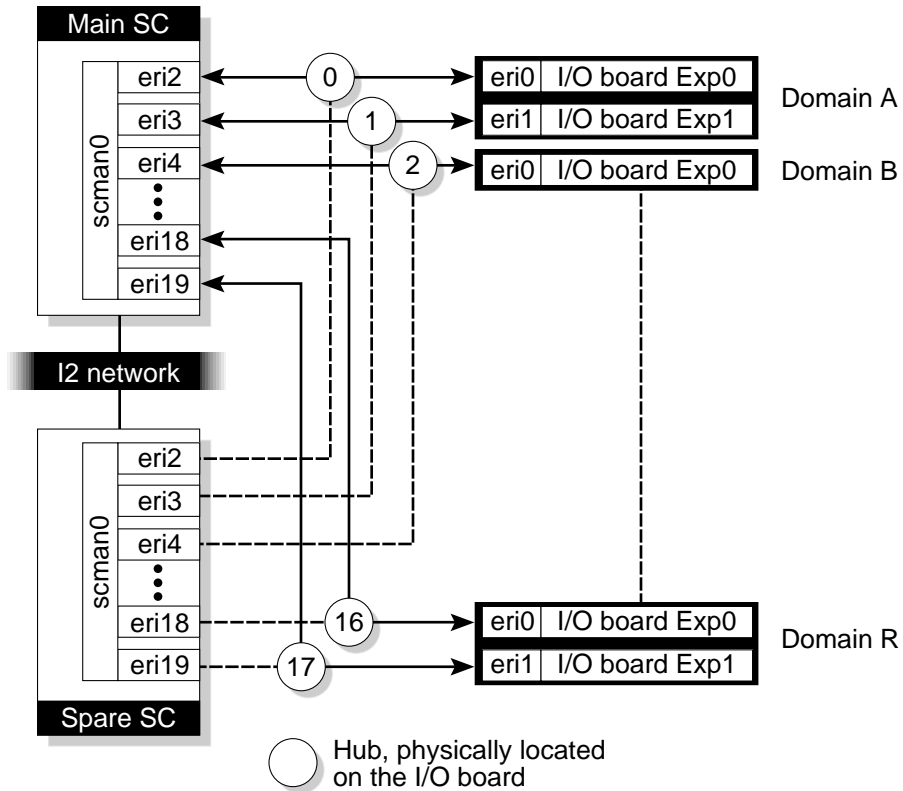 Main SC
scman0
eri2
0
eri0 I/O board Exp0
Domain A
eri3
1
eri1 I/O board Exp1
eri4
2
eri0 I/O board Exp0
Domain B
eri18
eri19
I2 network
scman0
eri2
eri3
eri4
eri18
16
eri0 I/O board Exp0
Domain R
eri19
17
eri1 I/O board Exp1
Spare SC
Hub, physically located
on the I/O board